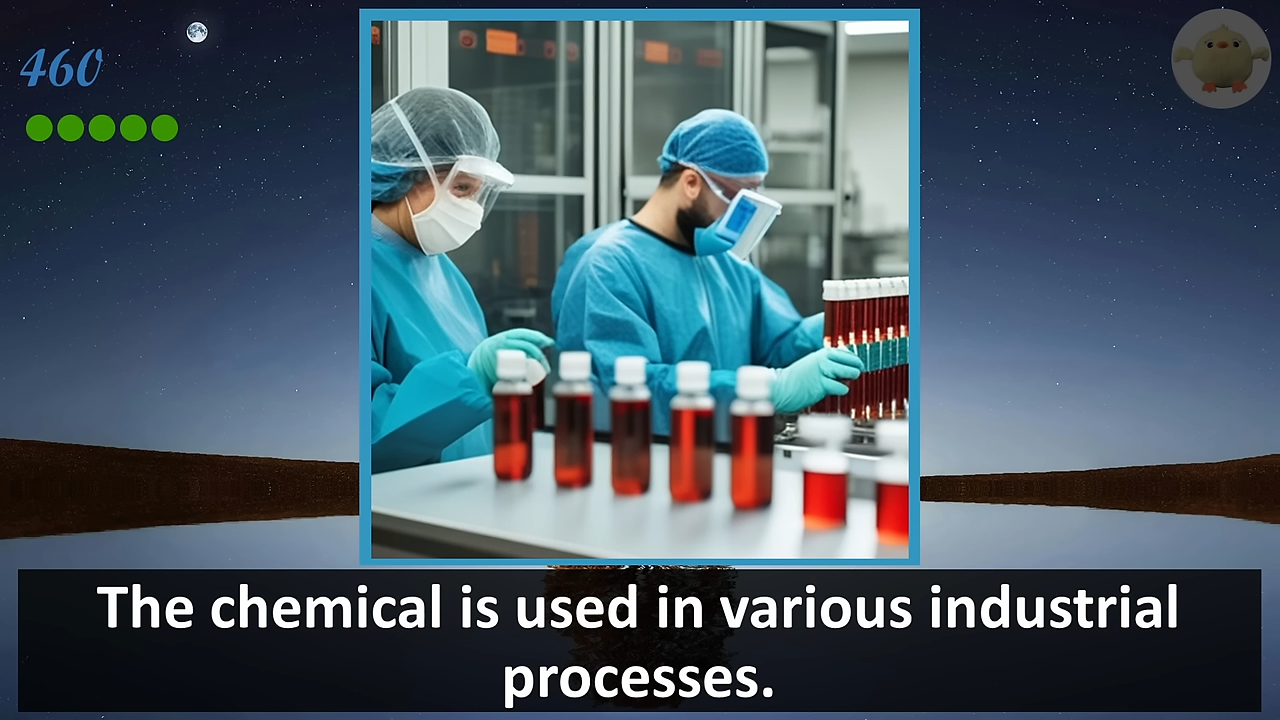 460
The chemical is used in various industrial
processes.